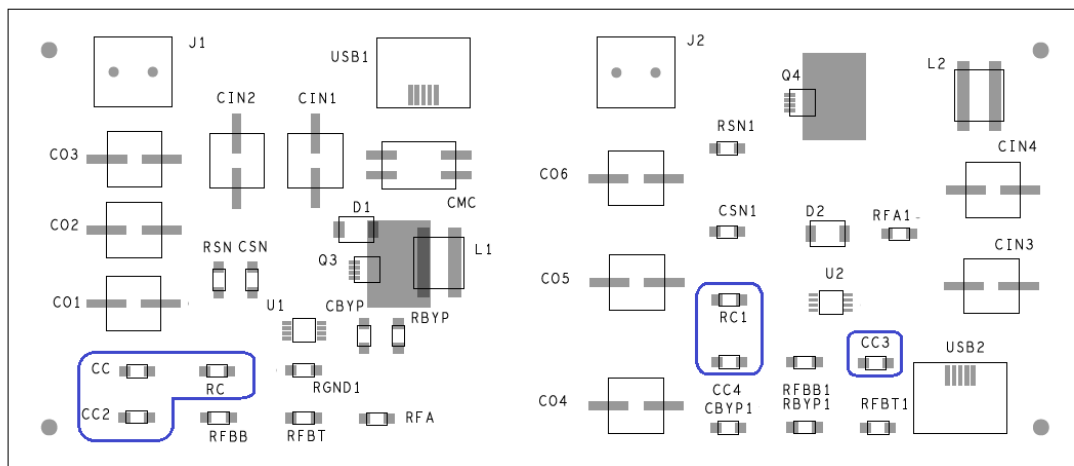 J1
USB1
CIN2
CIN1
CO3
CMC
CO2
D1
RSN CSN
Q3
L1
CO1
U1
CBYP
RBYP
CC
RC
RGND1
CC2
RFBB
RFBT
RFA
J2
Q4
L2
RSN1
CIN4
CO6
CSN1
D2
RFA1
CIN3
CO5
U2
RC1
CC3
USB2
CC4
RFBB1
CO4
CBYP1
RBYP1
RFBT1